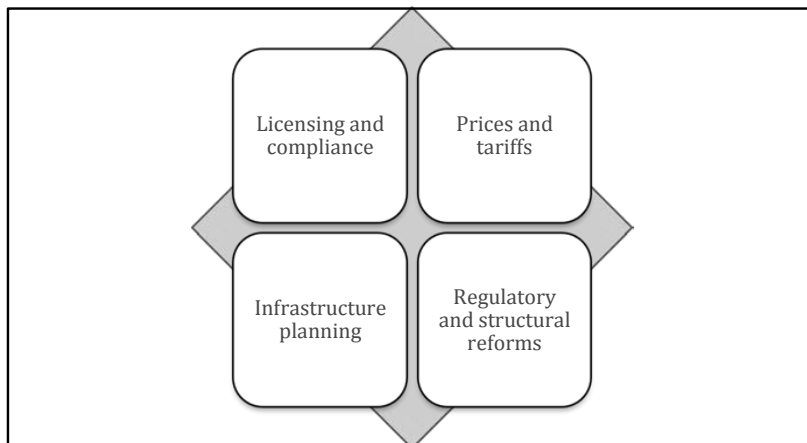 Licensing and
compliance
Prices and
tariffs
Infrastructure
planning
Regulatory
and structural
reforms